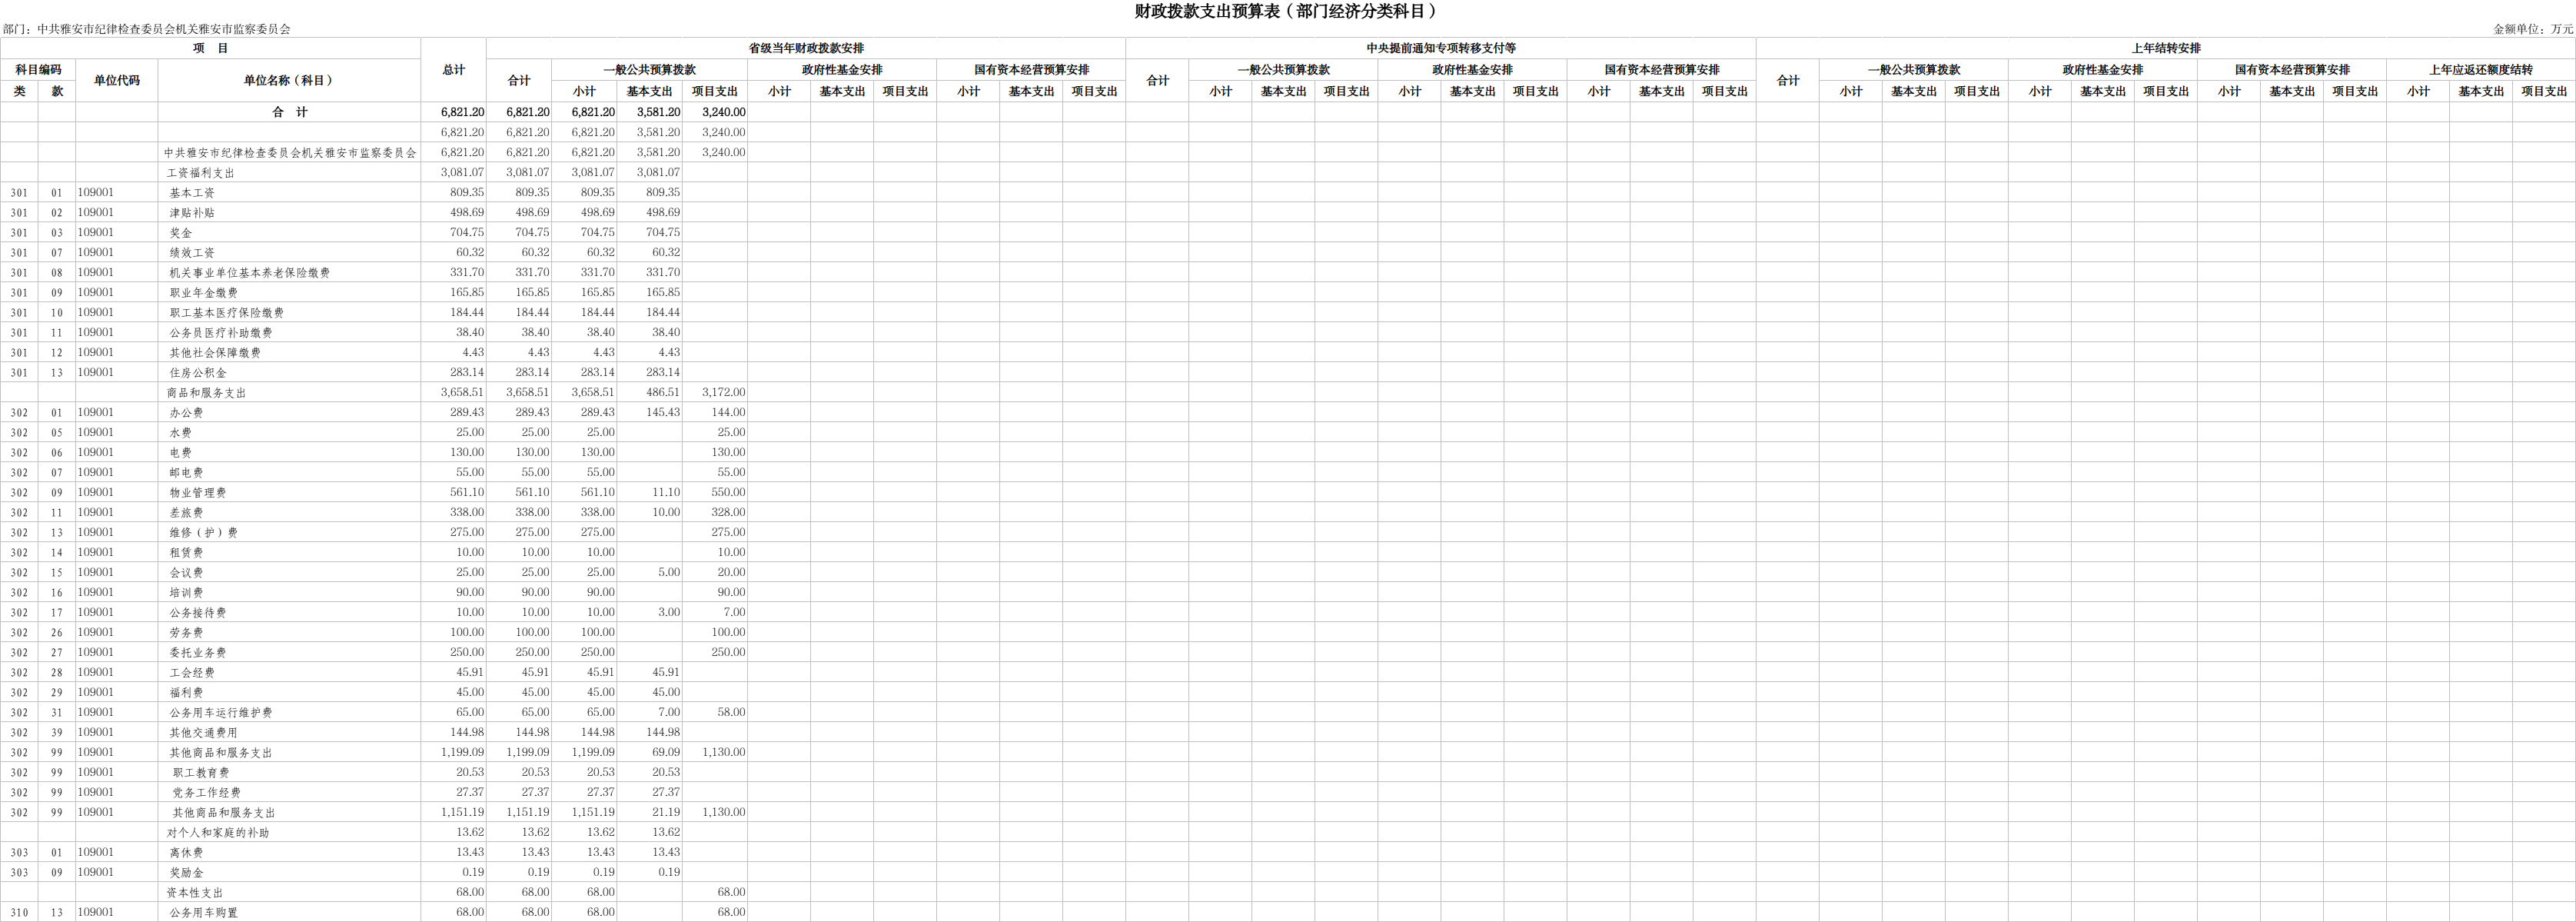 财政拨款支出预算表（部门经济分类科目）
部门：中共雅安市纪律检查委员会机关雅安市监察委员会 金额单位：万元
项 目 总计 省级当年财政拨款安排 中央提前通知专项转移支付等 上年结转安排
科目编码 单位代码 单位名称（科目） 合计 一般公共预算拨款 政府性基金安排 国有资本经营预算安排 合计 一般公共预算拨款 政府性基金安排 国有资本经营预算安排 合计 一般公共预算拨款 政府性基金安排 国有资本经营预算安排 上年应返还额度结转
类 款 小计 基本支出 项目支出 小计 基本支出 项目支出 小计 基本支出 项目支出 小计 基本支出 项目支出 小计 基本支出 项目支出 小计 基本支出 项目支出 小计 基本支出 项目支出 小计 基本支出 项目支出 小计 基本支出 项目支出 小计 基本支出 项目支出
合 计 6,821.20 6,821.20 6,821.20 3,581.20 3,240.00
6,821.20 6,821.20 6,821.20 3,581.20 3,240.00
中共雅安市纪律检查委员会机关雅安市监察委员会 6,821.20 6,821.20 6,821.20 3,581.20 3,240.00
工资福利支出 3,081.07 3,081.07 3,081.07 3,081.07
301 01 109001 基本工资 809.35 809.35 809.35 809.35
301 02 109001 津贴补贴 498.69 498.69 498.69 498.69
301 03 109001 奖金 704.75 704.75 704.75 704.75
301 07 109001 绩效工资 60.32 60.32 60.32 60.32
301 08 109001 机关事业单位基本养老保险缴费 331.70 331.70 331.70 331.70
301 09 109001 职业年金缴费 165.85 165.85 165.85 165.85
301 10 109001 职工基本医疗保险缴费 184.44 184.44 184.44 184.44
301 11 109001 公务员医疗补助缴费 38.40 38.40 38.40 38.40
301 12 109001 其他社会保障缴费 4.43 4.43 4.43 4.43
301 13 109001 住房公积金 283.14 283.14 283.14 283.14
商品和服务支出 3,658.51 3,658.51 3,658.51 486.51 3,172.00
302 01 109001 办公费 289.43 289.43 289.43 145.43 144.00
302 05 109001 水费 25.00 25.00 25.00 25.00
302 06 109001 电费 130.00 130.00 130.00 130.00
302 07 109001 邮电费 55.00 55.00 55.00 55.00
302 09 109001 物业管理费 561.10 561.10 561.10 11.10 550.00
302 11 109001 差旅费 338.00 338.00 338.00 10.00 328.00
302 13 109001 维修（护）费 275.00 275.00 275.00 275.00
302 14 109001 租赁费 10.00 10.00 10.00 10.00
302 15 109001 会议费 25.00 25.00 25.00 5.00 20.00
302 16 109001 培训费 90.00 90.00 90.00 90.00
302 17 109001 公务接待费 10.00 10.00 10.00 3.00 7.00
302 26 109001 劳务费 100.00 100.00 100.00 100.00
302 27 109001 委托业务费 250.00 250.00 250.00 250.00
302 28 109001 工会经费 45.91 45.91 45.91 45.91
302 29 109001 福利费 45.00 45.00 45.00 45.00
302 31 109001 公务用车运行维护费 65.00 65.00 65.00 7.00 58.00
302 39 109001 其他交通费用 144.98 144.98 144.98 144.98
302 99 109001 其他商品和服务支出 1,199.09 1,199.09 1,199.09 69.09 1,130.00
302 99 109001 职工教育费 20.53 20.53 20.53 20.53
302 99 109001 党务工作经费 27.37 27.37 27.37 27.37
302 99 109001 其他商品和服务支出 1,151.19 1,151.19 1,151.19 21.19 1,130.00
对个人和家庭的补助 13.62 13.62 13.62 13.62
303 01 109001 离休费 13.43 13.43 13.43 13.43
303 09 109001 奖励金 0.19 0.19 0.19 0.19
资本性支出 68.00 68.00 68.00 68.00
310 13 109001 公务用车购置 68.00 68.00 68.00 68.00